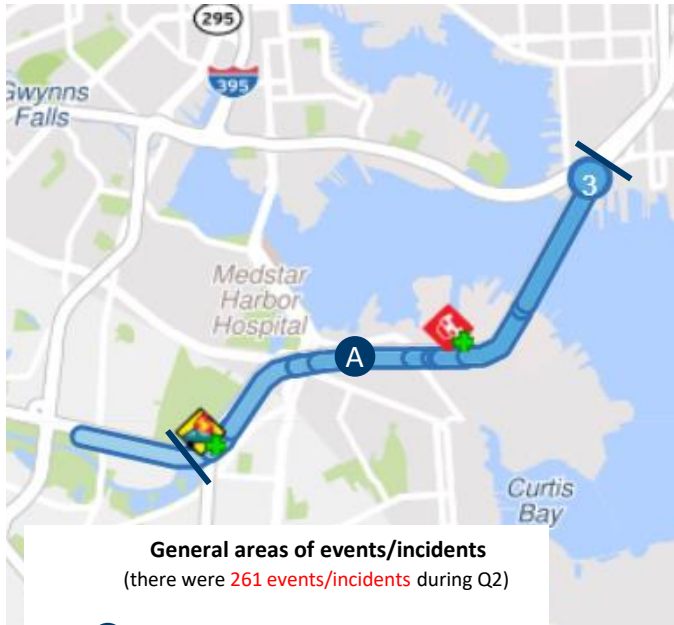 295
395
Gwynns
Falls
3
Medstar
Harbor
Hospital
A
Curtis
Bay
General areas of events/incidents
(there were 261 events/incidents during Q2)